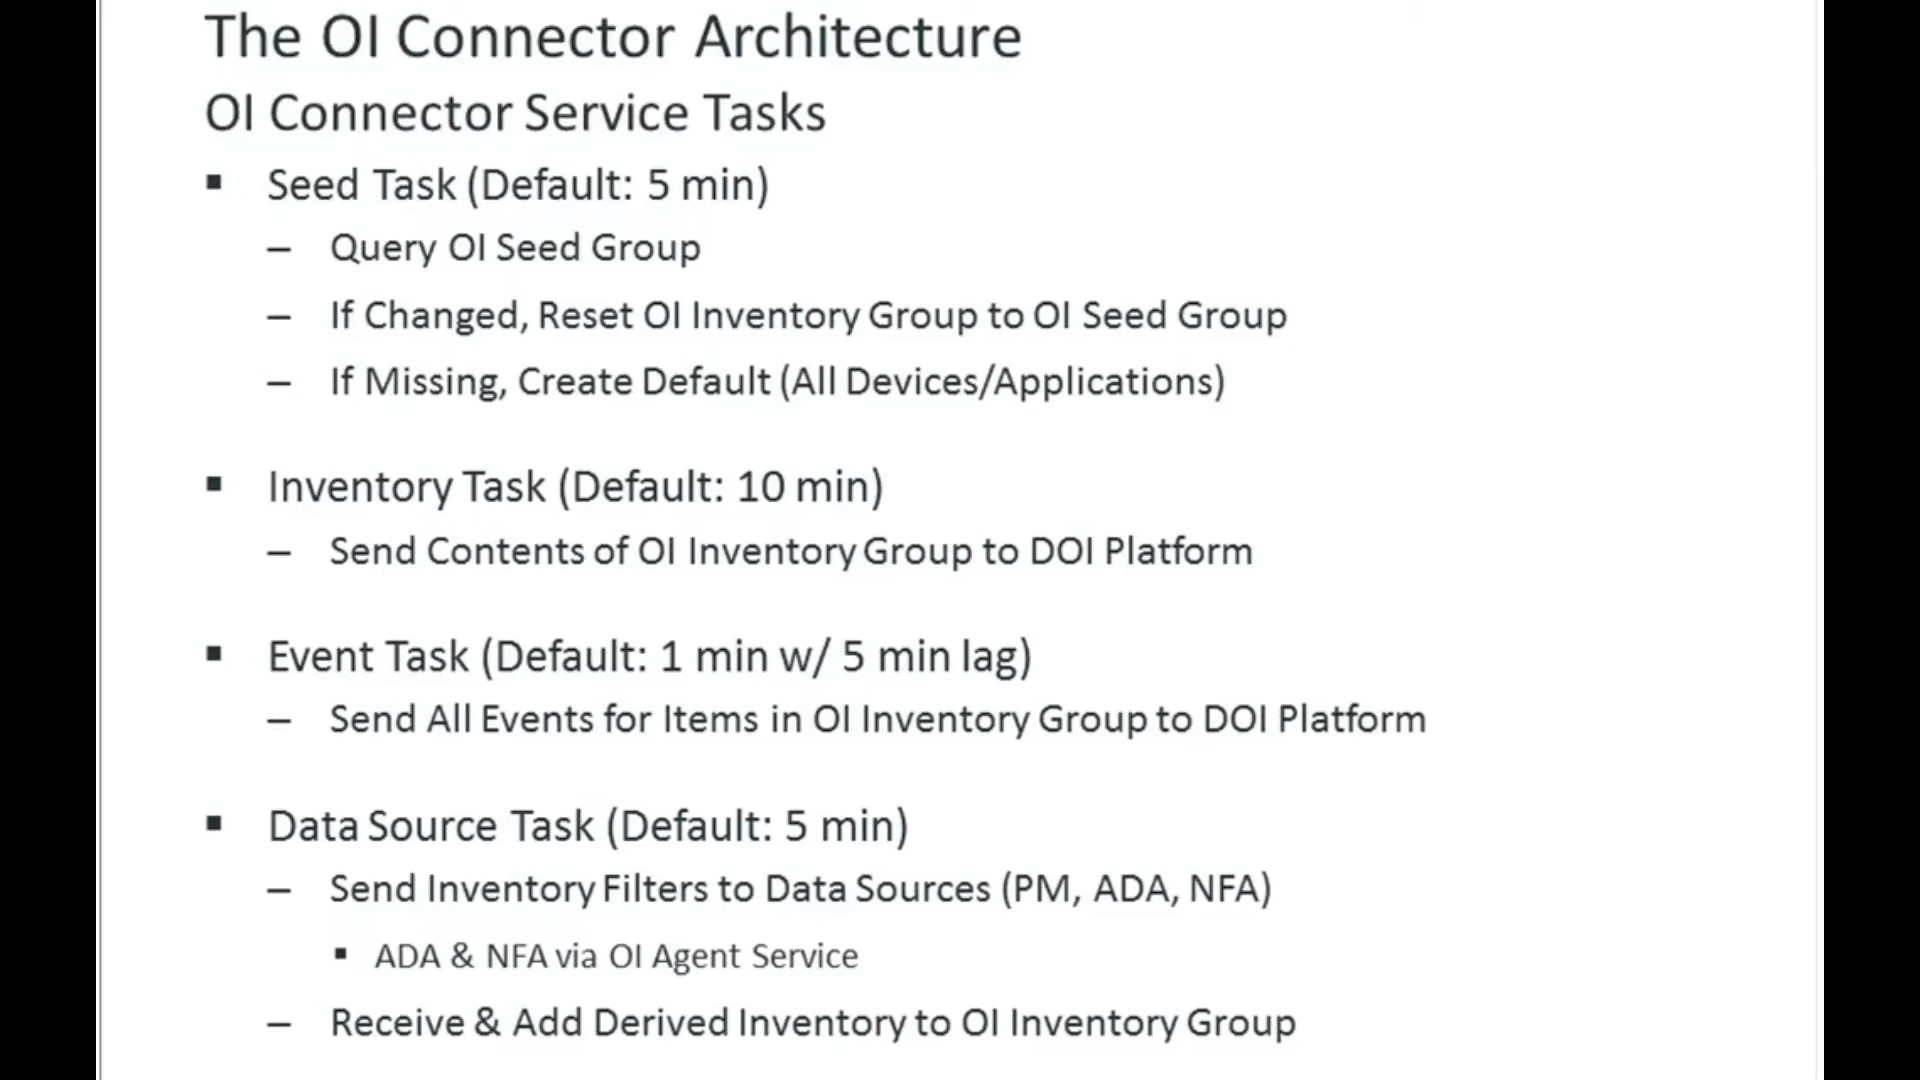 The OI Connector Architecture
OI Connector Service Tasks
▪ Seed Task (Default: 5 min)
– Query OI Seed Group
– If Changed, Reset OI Inventory Group to OI Seed Group
– If Missing, Create Default (All Devices/Applications)
▪ Inventory Task (Default: 10 min)
– Send Contents of OI Inventory Group to DOI Platform
▪ Event Task (Default: 1 min w/ 5 min lag)
– Send All Events for Items in OI Inventory Group to DOI Platform
▪ Data Source Task (Default: 5 min)
– Send Inventory Filters to Data Sources (PM, ADA, NFA)
▪ ADA & NFA via OI Agent Service
– Receive & Add Derived Inventory to OI Inventory Group